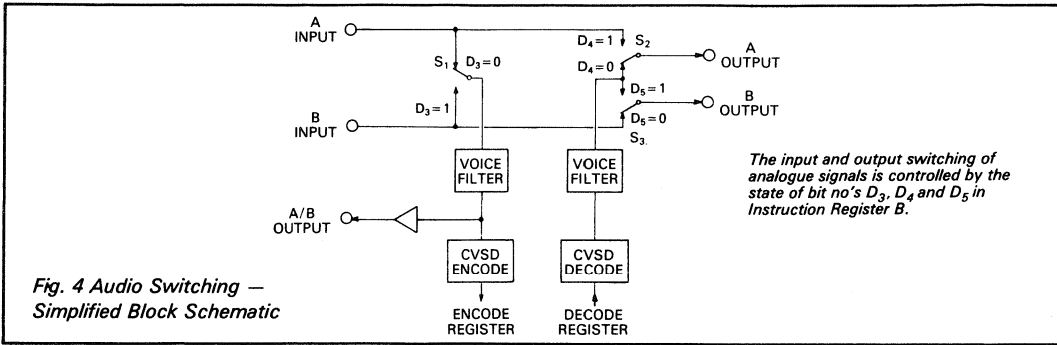 A
INPUT
D4=1
S2
A
OUTPUT
S1
D3=0
D4=0
D5=1
B
OUTPUT
D3=1
D5=0
B
INPUT
S3.
VOICE
FILTER
VOICE
FILTER
The input and output switching of
analogue signals is controlled by the
state of bit no's D3, D4 and D5 in
Instruction Register B.
A/B
OUTPUT
CVSD
ENCODE
CVSD
DECODE
Fig. 4 Audio Switching —
Simplified Block Schematic
ENCODE
REGISTER
DECODE
REGISTER